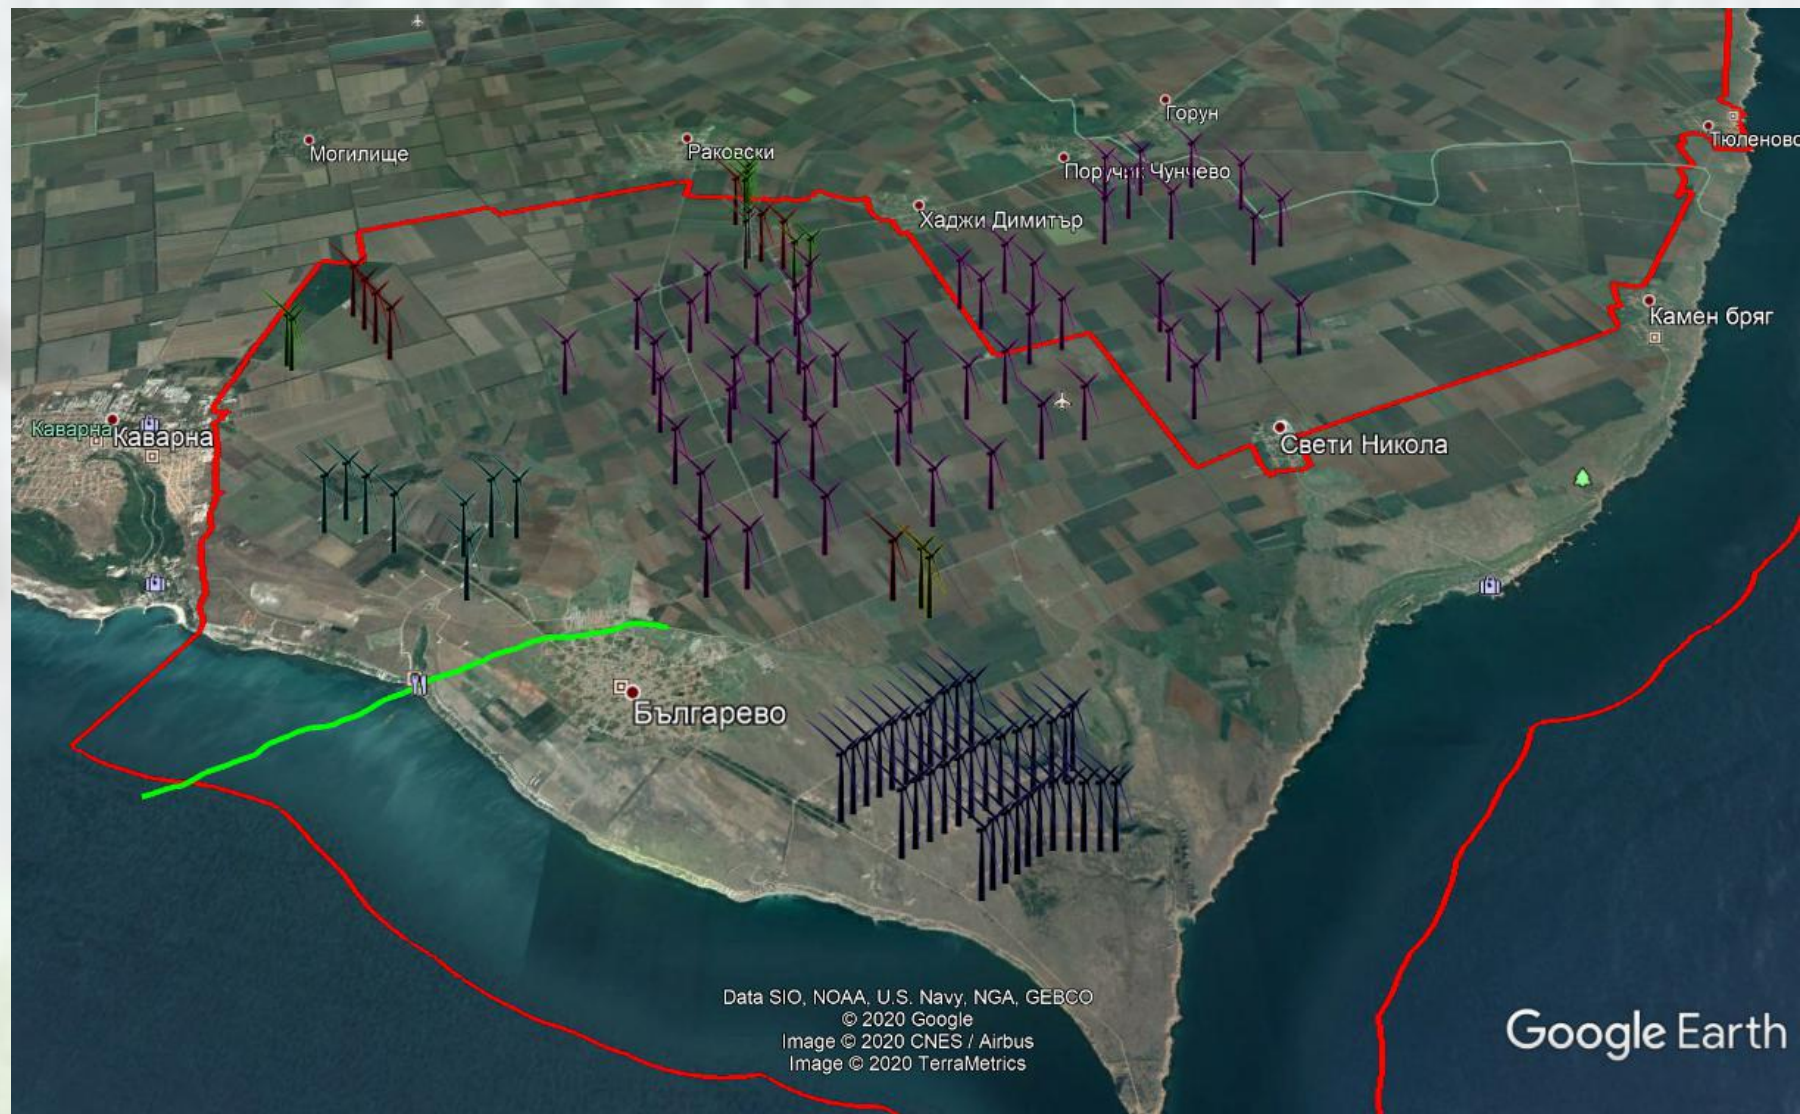 Горун
Тюленово
Могилище
Раковски
Поручик Чунчево
Хаджи Димитър
Камен бряг
Каварна
Каварна
Свети Никола
Българево
Data SIO, NOAA, U.S. Navy, NGA, GEBCO
© 2020 Google
Image © 2020 CNES / Airbus
Image © 2020 TerraMetrics
Google Earth